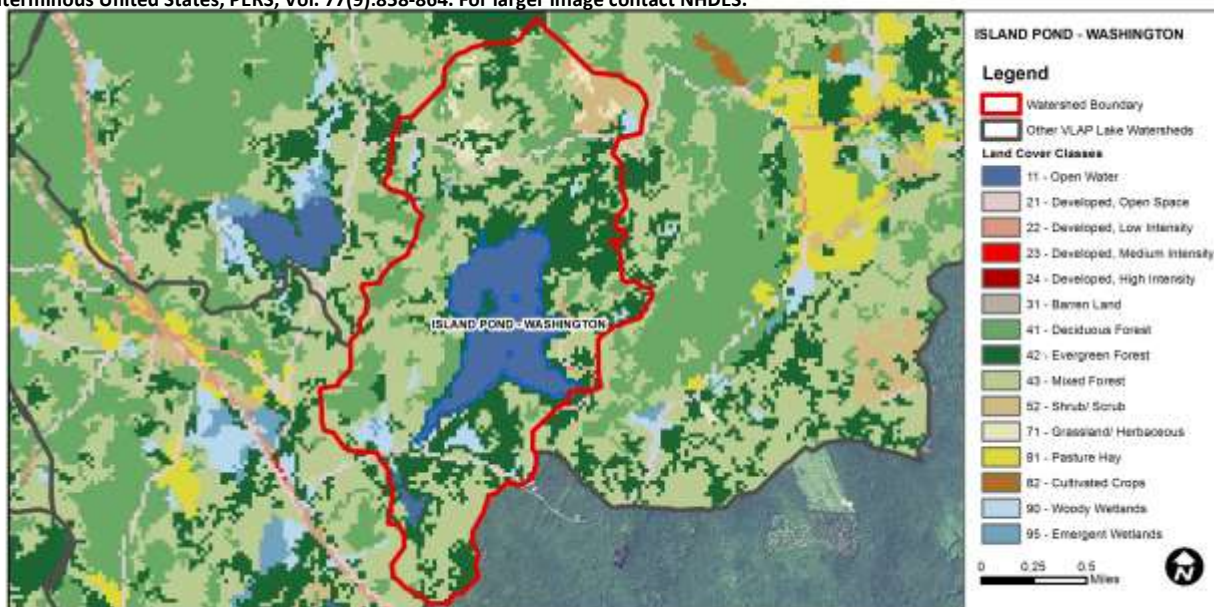 terminous United States, PERS, Vol. 77(9):858-864. For larger image contact NHDES.
ISLAND POND - WASHINGTON
Legend
Watershed Boundary
Other VLAP Lake Watersheds
Land Cover Classes
11 - Open Water
21 - Developed, Open Space
22 - Developed, Low Intensity
23 - Developed, Medium Intensity
24 - Developed, High Intensity
31 - Barren Land
41 - Deciduous Forest
42 - Evergreen Forest
43 - Mixed Forest
52 - Shrub/ Scrub
71 - Grassland/ Herbaceous
81 - Pasture Hay
82 - Cultivated Crops
90 - Woody Wetlands
95 - Emergent Wetlands
0 0.25 0.5
Miles
N
ISLAND POND - WASHINGTON